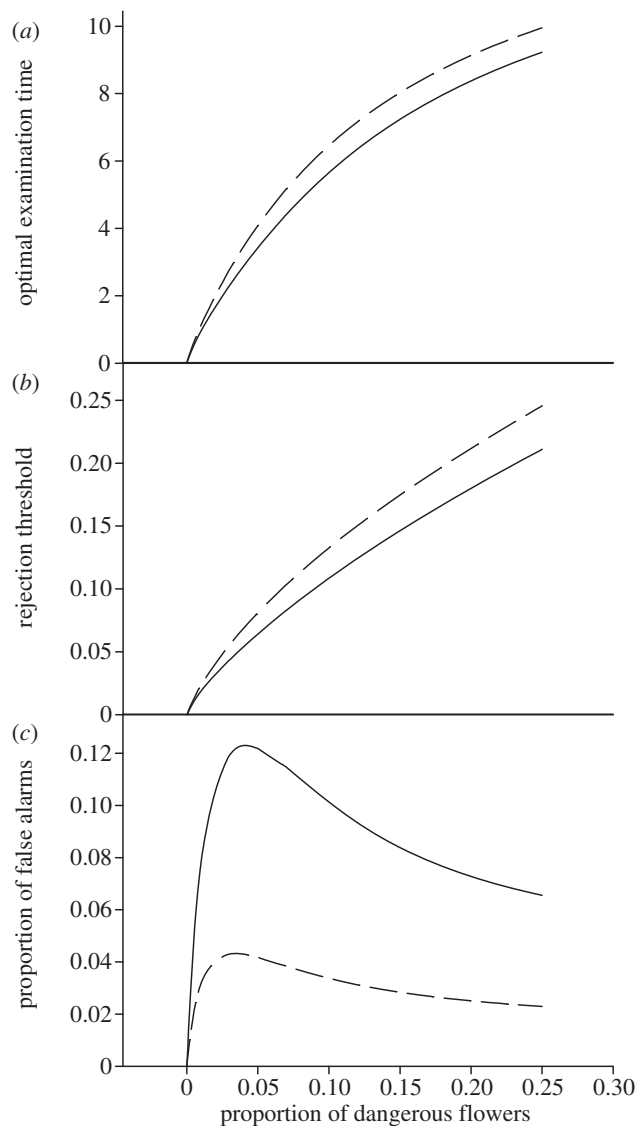 (a)
optimal examination time
10
8
6
4
2
0
(b)
rejection threshold
0.25
0.20
0.15
0.10
0.05
0
(c)
proportion of false alarms
0.12
0.10
0.08
0.06
0.04
0.02
0
0 0.05 0.10 0.15 0.20 0.25 0.30
proportion of dangerous flowers